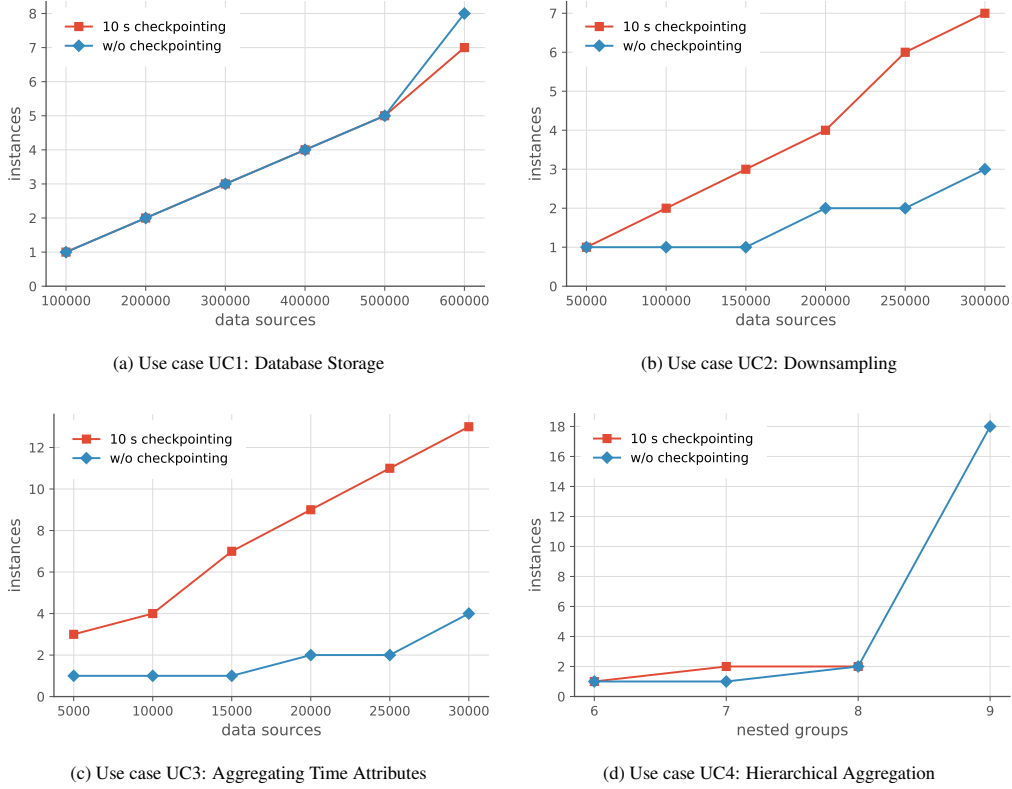 10 s checkpointing
w/o checkpointing
instances
8
7
6
5
4
3
2
1
0
100000 200000 300000 400000 500000 600000
data sources
(a) Use case UC1: Database Storage
10 s checkpointing
w/o checkpointing
instances
7
6
5
4
3
2
1
0
50000 100000 150000 200000 250000 300000
data sources
(b) Use case UC2: Downsampling
10 s checkpointing
w/o checkpointing
instances
12
10
8
6
4
2
0
5000 10000 15000 20000 25000 30000
data sources
(c) Use case UC3: Aggregating Time Attributes
10 s checkpointing
w/o checkpointing
instances
18
16
14
12
10
8
6
4
2
0
6 7 8 9
nested groups
(d) Use case UC4: Hierarchical Aggregation